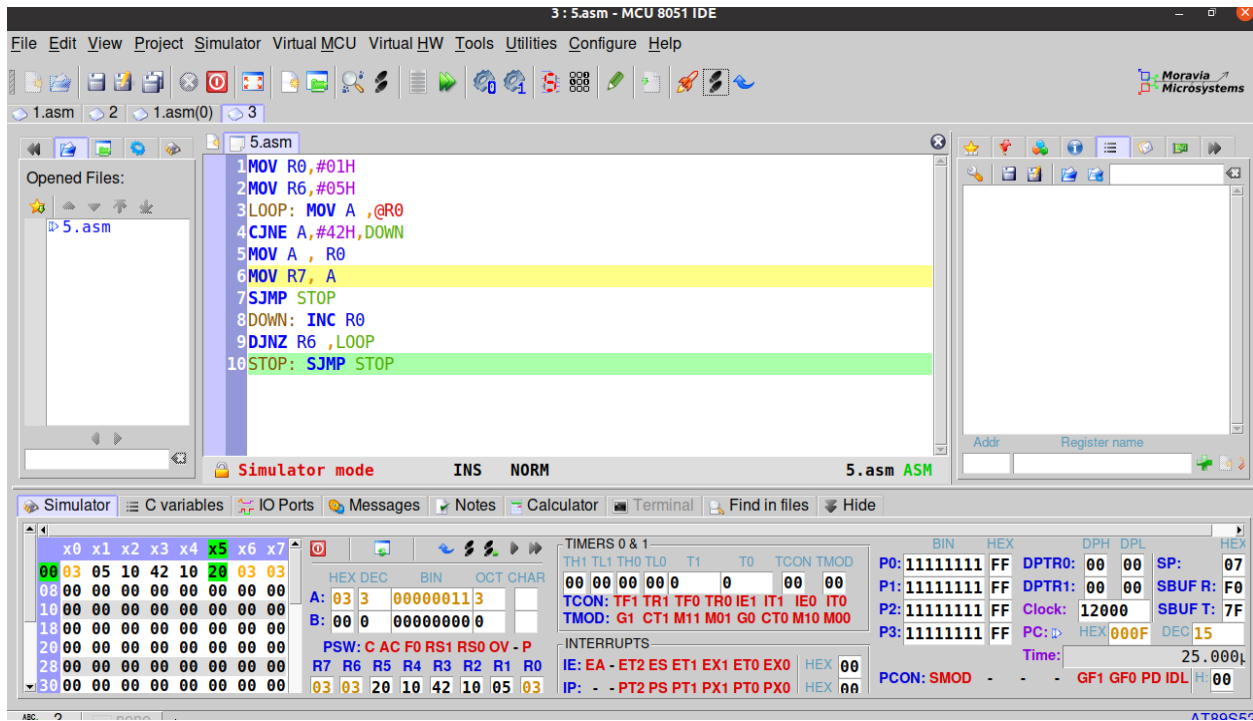 3 : 5.asm - MCU 8051 IDE
File Edit View Project Simulator Virtual MCU Virtual HW Tools Utilities Configure Help
Moravia
Microsystems
1.asm 2 1.asm(0) 3
5.asm
Opened Files:
5.asm
1 MOV R0,#01H
2 MOV R6,#05H
3 LOOP: MOV A ,@R0
4 CJNE A,#42H,DOWN
5 MOV A , R0
6 MOV R7, A
7 SJMP STOP
8 DOWN: INC R0
9 DJNZ R6 ,LOOP
10 STOP: SJMP STOP
Addr Register name
Simulator mode INS NORM 5.asm ASM
Simulator C variables IO Ports Messages Notes Calculator Terminal Find in files Hide
x0 x1 x2 x3 x4 x5 x6 x7
00 03 05 10 42 10 20 03 03
08 00 00 00 00 00 00 00 00
10 00 00 00 00 00 00 00 00
18 00 00 00 00 00 00 00 00
20 00 00 00 00 00 00 00 00
28 00 00 00 00 00 00 00 00
30 00 00 00 00 00 00 00 00
HEX DEC BIN OCT CHAR
A: 03 3 00000011 3
B: 00 0 00000000 0
PSW: C AC F0 RS1 RS0 OV - P
R7 R6 R5 R4 R3 R2 R1 R0
03 03 20 10 42 10 05 03
TIMERS 0 & 1
TH1 TL1 TH0 TL0 T1 T0 TCON TMOD
00 00 00 00 0 0 00 00
TCON: TF1 TR1 TF0 TR0 IE1 IT1 IE0 IT0
TMOD: G1 CT1 M11 M01 G0 CT0 M10 M00
INTERRUPTS
IE: EA - ET2 ES ET1 EX1 ET0 EX0 HEX 00
IP: - - PT2 PS PT1 PX1 PT0 PX0 HEX 00
BIN HEX DPH DPL HEX
P0: 11111111 FF DPTR0: 00 00 SP: 07
P1: 11111111 FF DPTR1: 00 00 SBUF R: F0
P2: 11111111 FF Clock: 12000 SBUF T: 7F
P3: 11111111 FF PC: HEX 000F DEC 15
Time: 25.000μ
PCON: SMOD - - - GF1 GF0 PD IDL H: 00
AT89S52